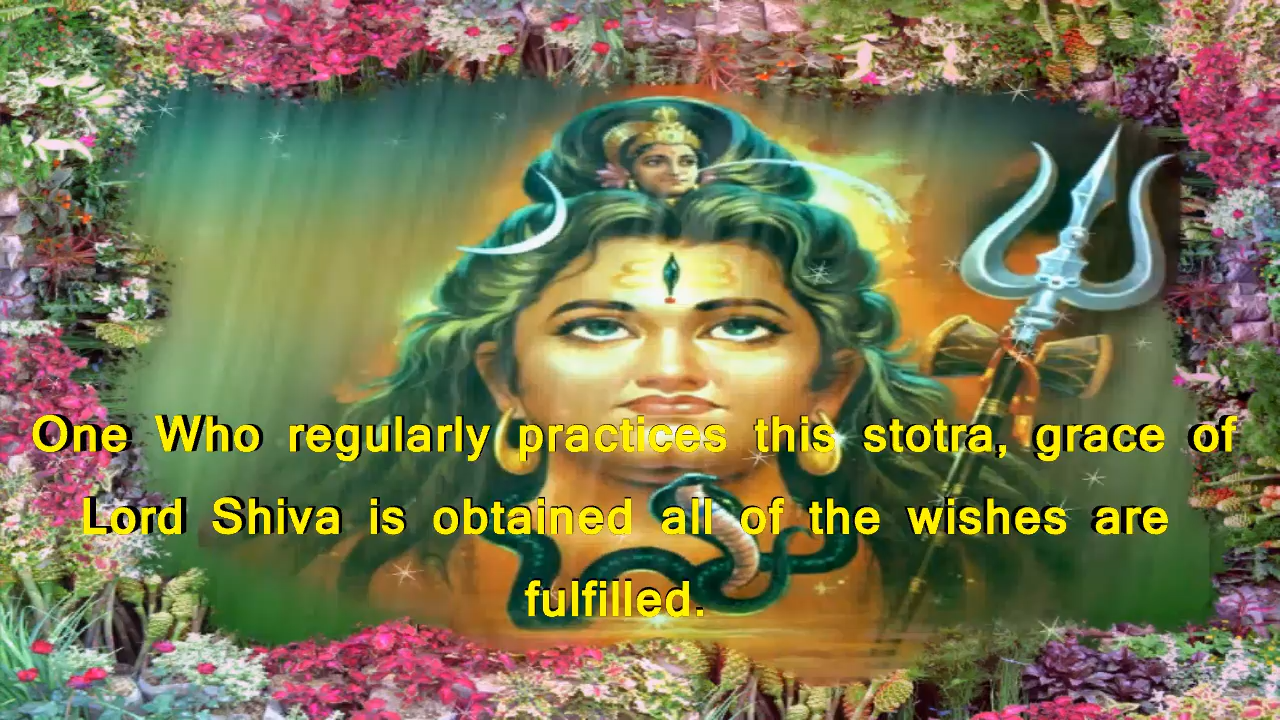 One Who regularly practices this stotra, grace of
Lord Shiva is obtained all of the wishes are
fulfilled.